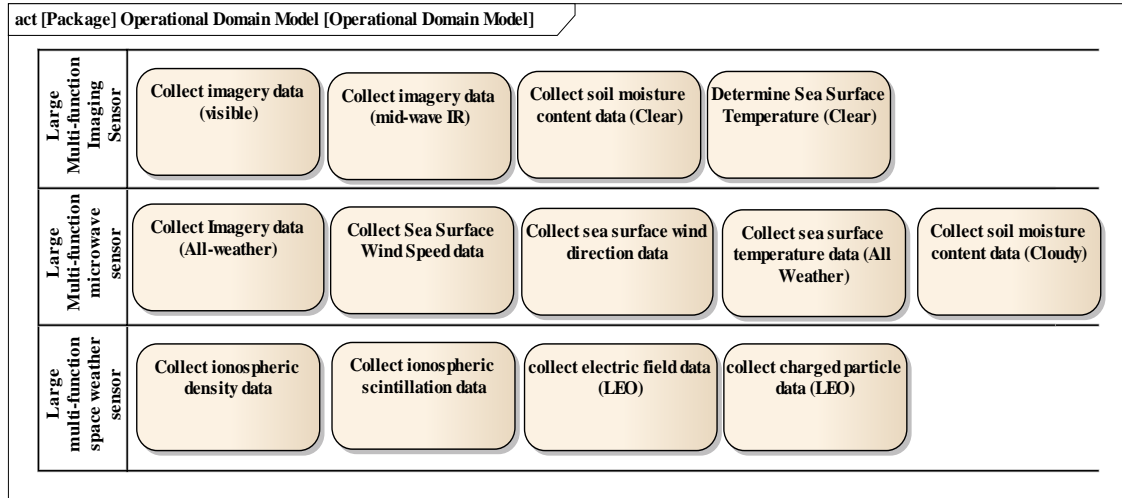 act [Package] Operational Domain Model [Operational Domain Model]
Large
Multi-function
Imaging
Sensor
Collect imagery data
(visible)
Collect imagery data
(mid-wave IR)
Collect soil moisture
content data (Clear)
Determine Sea Surface
Temperature (Clear)
Large
Multi-function
microwave
sensor
Collect Imagery data
(All-weather)
Collect Sea Surface
Wind Speed data
Collect sea surface wind
direction data
Collect sea surface
temperature data (All
Weather)
Collect soil moisture
content data (Cloudy)
Large
multi-function
space weather
sensor
Collect ionospheric
density data
Collect ionospheric
scintillation data
collect electric field data
(LEO)
collect charged particle
data (LEO)